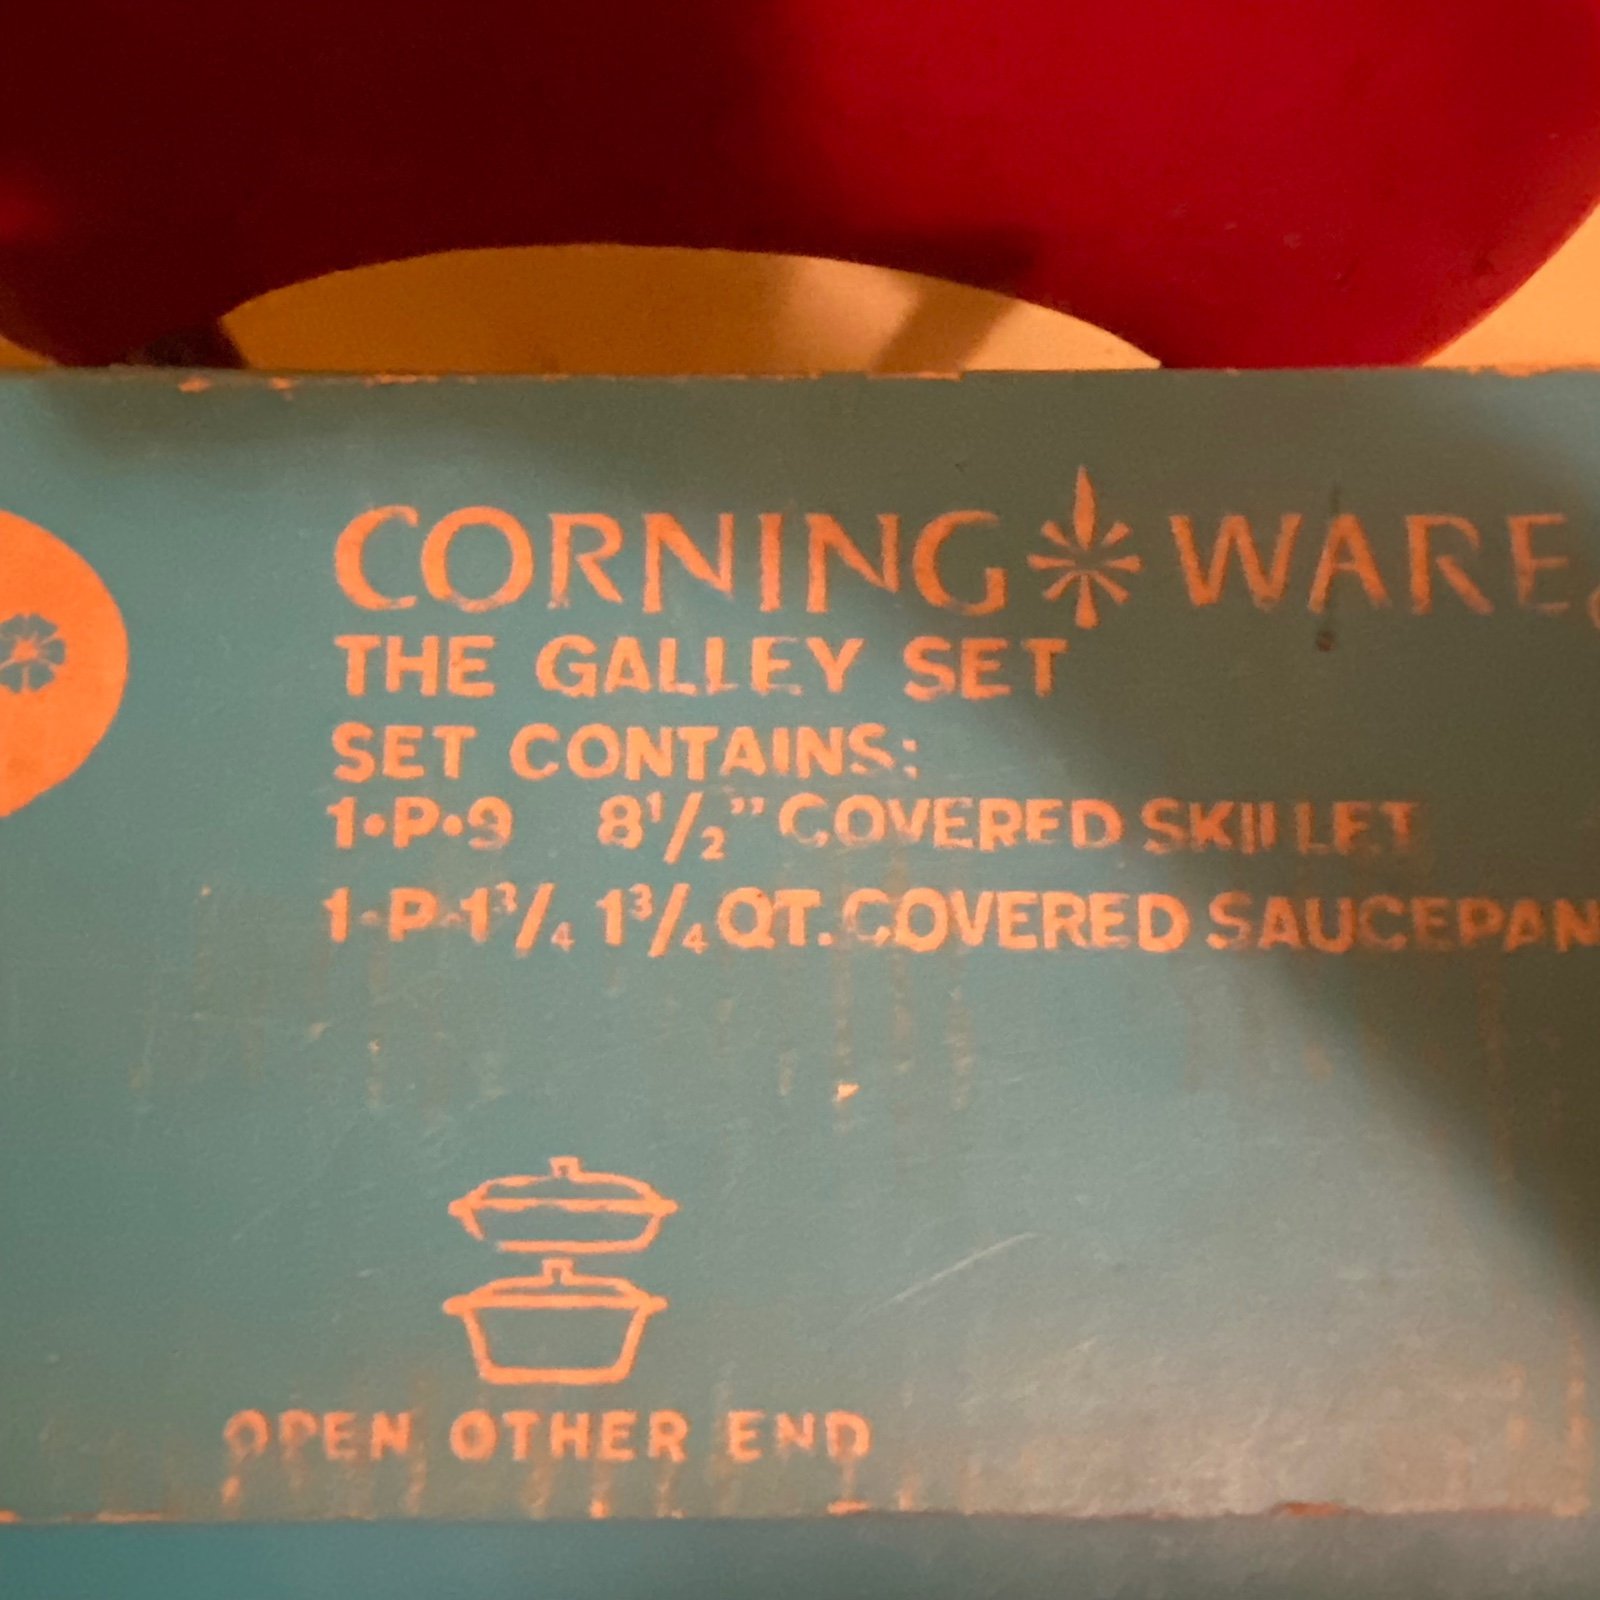 CORNING WARE
THE GALLEY SET
SET CONTAINS:
1•P•9 8½" COVERED SKILLET
1-P-1¾ 1¾ QT. COVERED SAUCEPAN
OPEN OTHER END